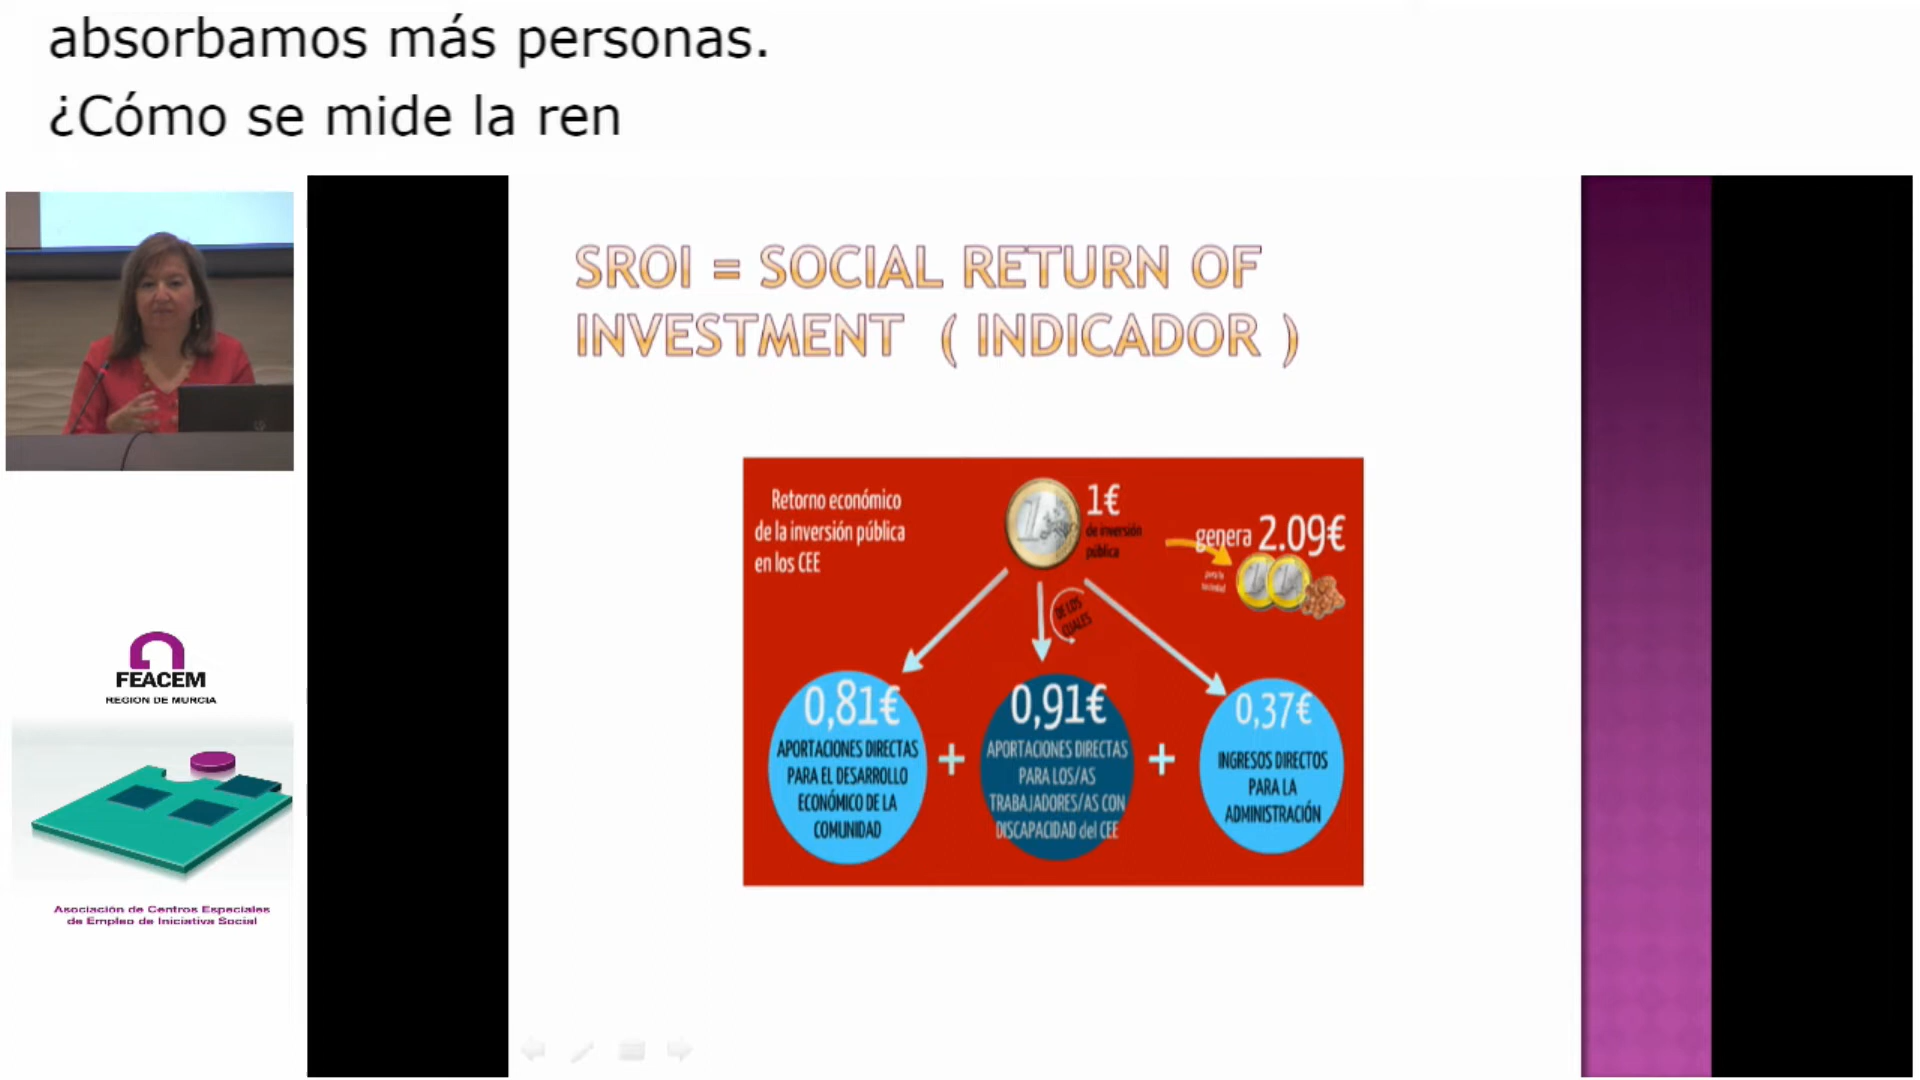 absorbamos más personas.
¿Cómo se mide la ren
SROI = SOCIAL RETURN OF
INVESTMENT ( INDICADOR )
Retorno económico
de la inversión pública
en los CEE
1€
de inversión
pública
genera 2.09€
para la
sociedad
DE LOS
CUALES
0,81€
APORTACIONES DIRECTAS
PARA EL DESARROLLO
ECONÓMICO DE LA
COMUNIDAD
+
0,91€
APORTACIONES DIRECTAS
PARA LOS/AS
TRABAJADORES/AS CON
DISCAPACIDAD del CEE
+
0,37€
INGRESOS DIRECTOS
PARA LA
ADMINISTRACIÓN
FEACEM
REGION DE MURCIA
Asociación de Centros Especiales
de Empleo de Iniciativa Social